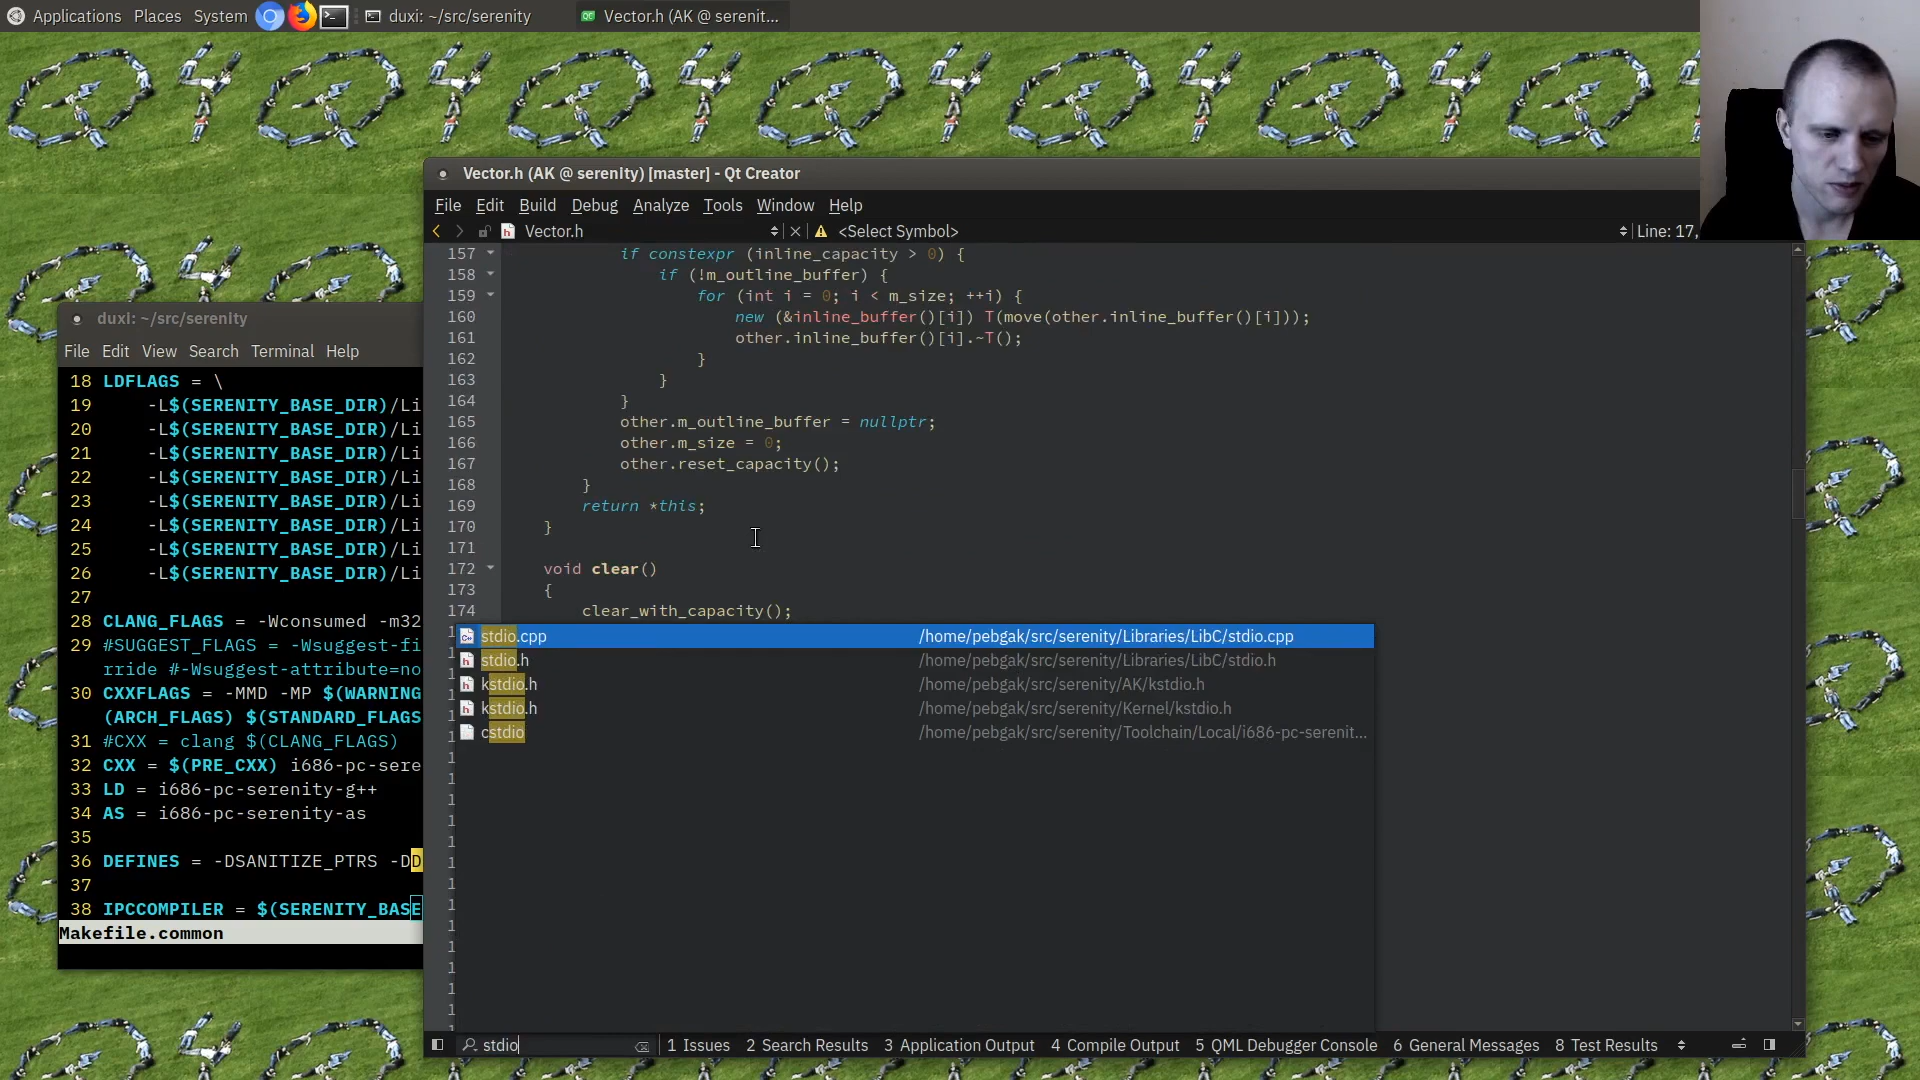 Applications Places System duxi: ~/src/serenity Vector.h (AK @ serenit...
Vector.h (AK @ serenity) [master] - Qt Creator
File Edit Build Debug Analyze Tools Window Help
Vector.h <Select Symbol> Line: 17,
157 if constexpr (inline_capacity > 0) {
158 if (!m_outline_buffer) {
159 for (int i = 0; i < m_size; ++i) {
160 new (&inline_buffer()[i]) T(move(other.inline_buffer()[i]));
161 other.inline_buffer()[i].~T();
162 }
163 }
164 }
165 other.m_outline_buffer = nullptr;
166 other.m_size = 0;
167 other.reset_capacity();
168 }
169 return *this;
170 }
171
172 void clear()
173 {
174 clear_with_capacity();
stdio.cpp /home/pebgak/src/serenity/Libraries/LibC/stdio.cpp
stdio.h /home/pebgak/src/serenity/Libraries/LibC/stdio.h
kstdio.h /home/pebgak/src/serenity/AK/kstdio.h
kstdio.h /home/pebgak/src/serenity/Kernel/kstdio.h
cstdio /home/pebgak/src/serenity/Toolchain/Local/i686-pc-serenit...
stdio 1 Issues 2 Search Results 3 Application Output 4 Compile Output 5 QML Debugger Console 6 General Messages 8 Test Results
duxi: ~/src/serenity
File Edit View Search Terminal Help
18 LDFLAGS = \
19 -L$(SERENITY_BASE_DIR)/Li
20 -L$(SERENITY_BASE_DIR)/Li
21 -L$(SERENITY_BASE_DIR)/Li
22 -L$(SERENITY_BASE_DIR)/Li
23 -L$(SERENITY_BASE_DIR)/Li
24 -L$(SERENITY_BASE_DIR)/Li
25 -L$(SERENITY_BASE_DIR)/Li
26 -L$(SERENITY_BASE_DIR)/Li
27
28 CLANG_FLAGS = -Wconsumed -m32
29 #SUGGEST_FLAGS = -Wsuggest-fi
rride #-Wsuggest-attribute=no
30 CXXFLAGS = -MMD -MP $(WARNING
(ARCH_FLAGS) $(STANDARD_FLAGS
31 #CXX = clang $(CLANG_FLAGS)
32 CXX = $(PRE_CXX) i686-pc-sere
33 LD = i686-pc-serenity-g++
34 AS = i686-pc-serenity-as
35
36 DEFINES = -DSANITIZE_PTRS -DD
37
38 IPCCOMPILER = $(SERENITY_BASE
Makefile.common